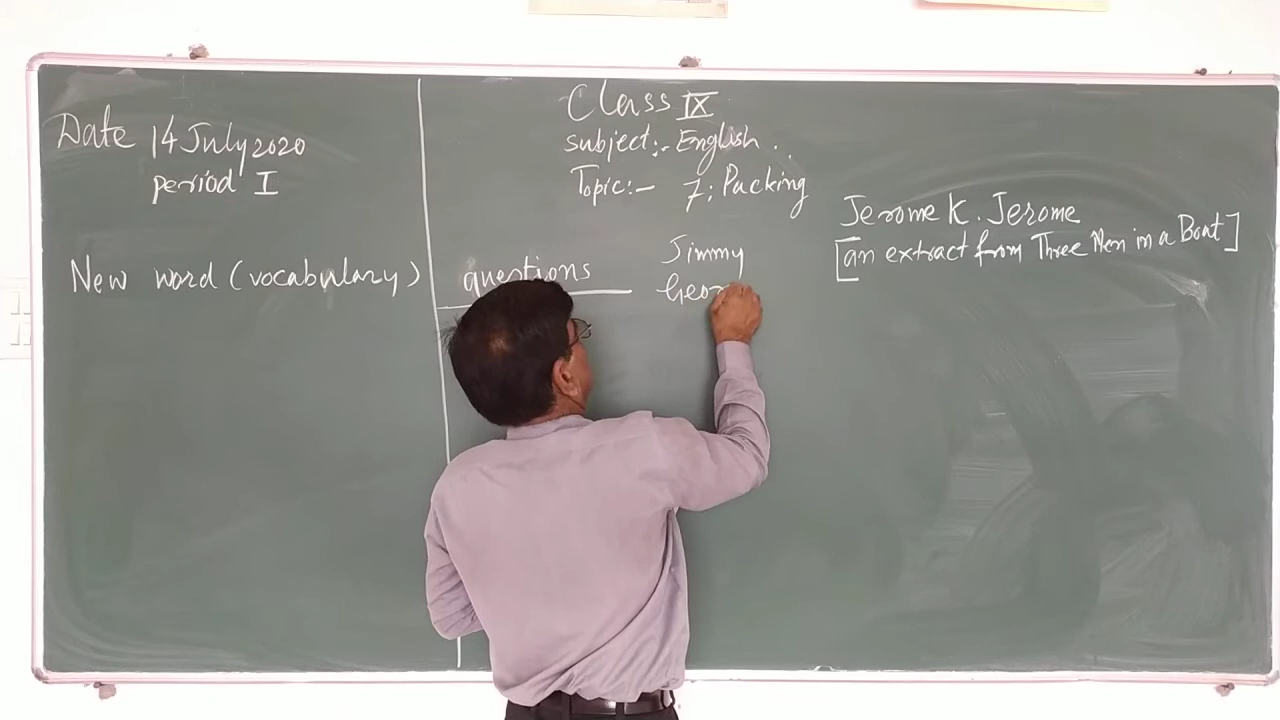 Date 14 July 2020
period I
Class IX
subject:- English
Topic:- 7: Packing
Jerome K. Jerome
[an extract from Three Men in a Boat]
New word (vocabulary)
questions
Jimmy
Geor